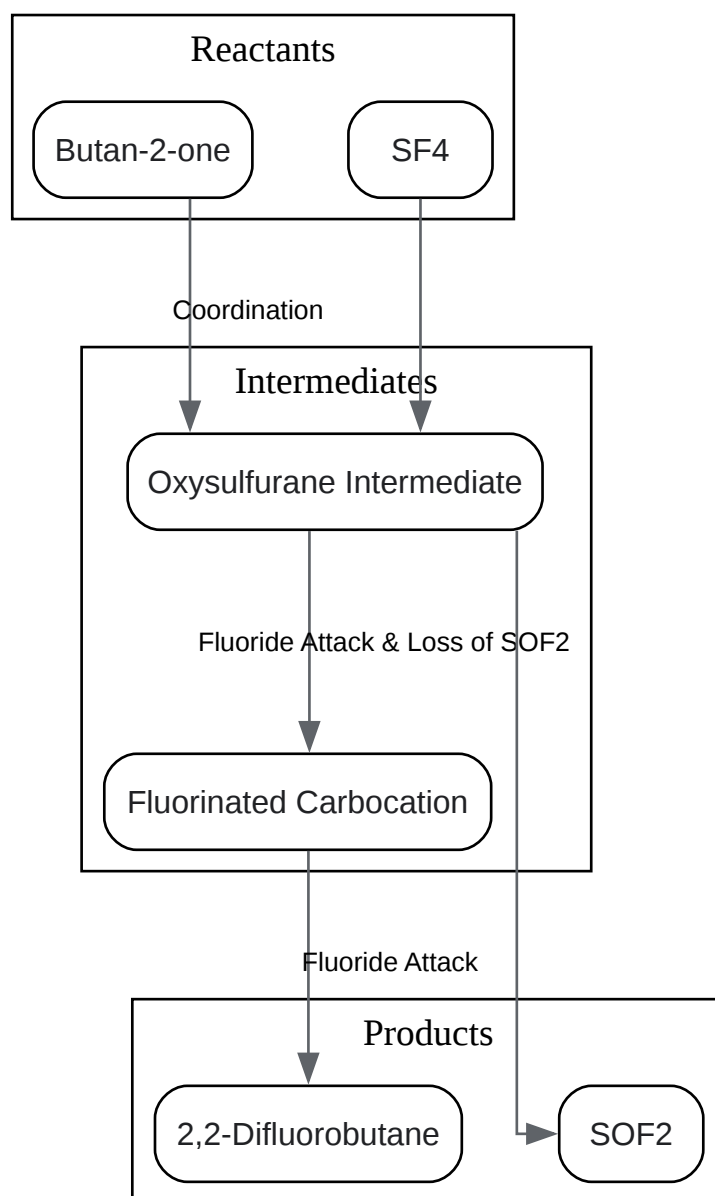 Reactants
Butan-2-one
SF4
Coordination
Intermediates
Oxysulfurane Intermediate
Fluoride Attack & Loss of SOF2
Fluorinated Carbocation
Fluoride Attack
Products
2,2-Difluorobutane
SOF2